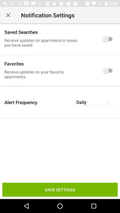 Notification Settings
Saved Searches
Receive updates on apartments in areas
you have saved.
Favorites
Receive updates on your favorite
apartments.
Alert Frequency
Daily
SAVE SETTINGS